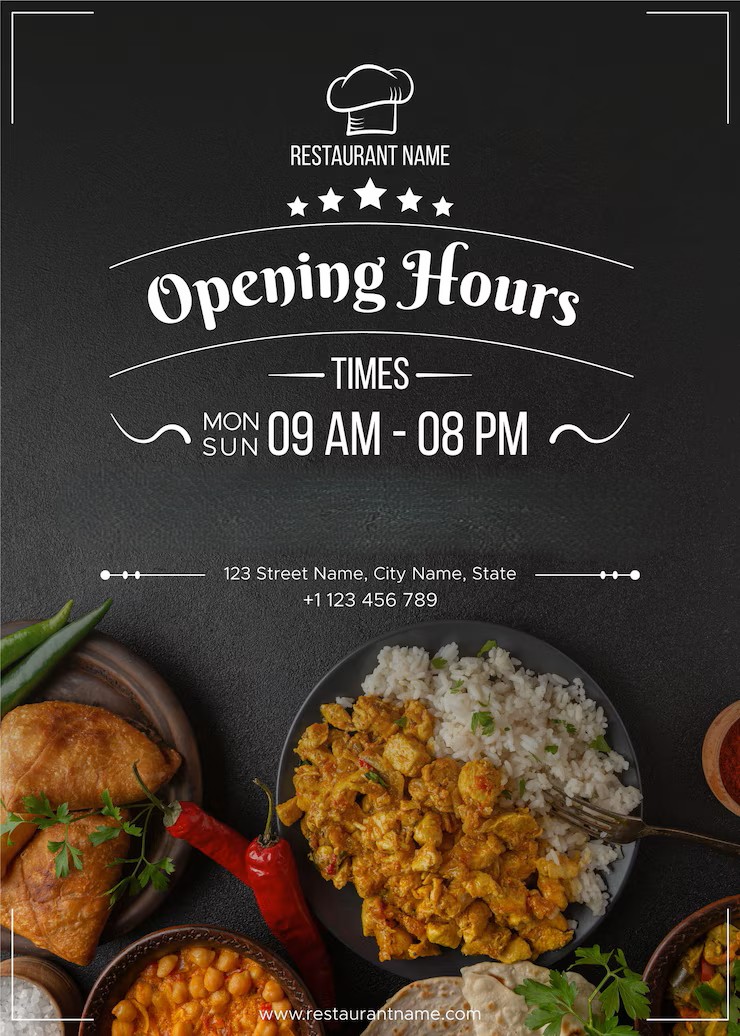 RESTAURANT NAME
Opening Hours
TIMES
MON
SUN
09 AM - 08 PM
123 Street Name, City Name, State
+1 123 456 789
www.restaurantname.com